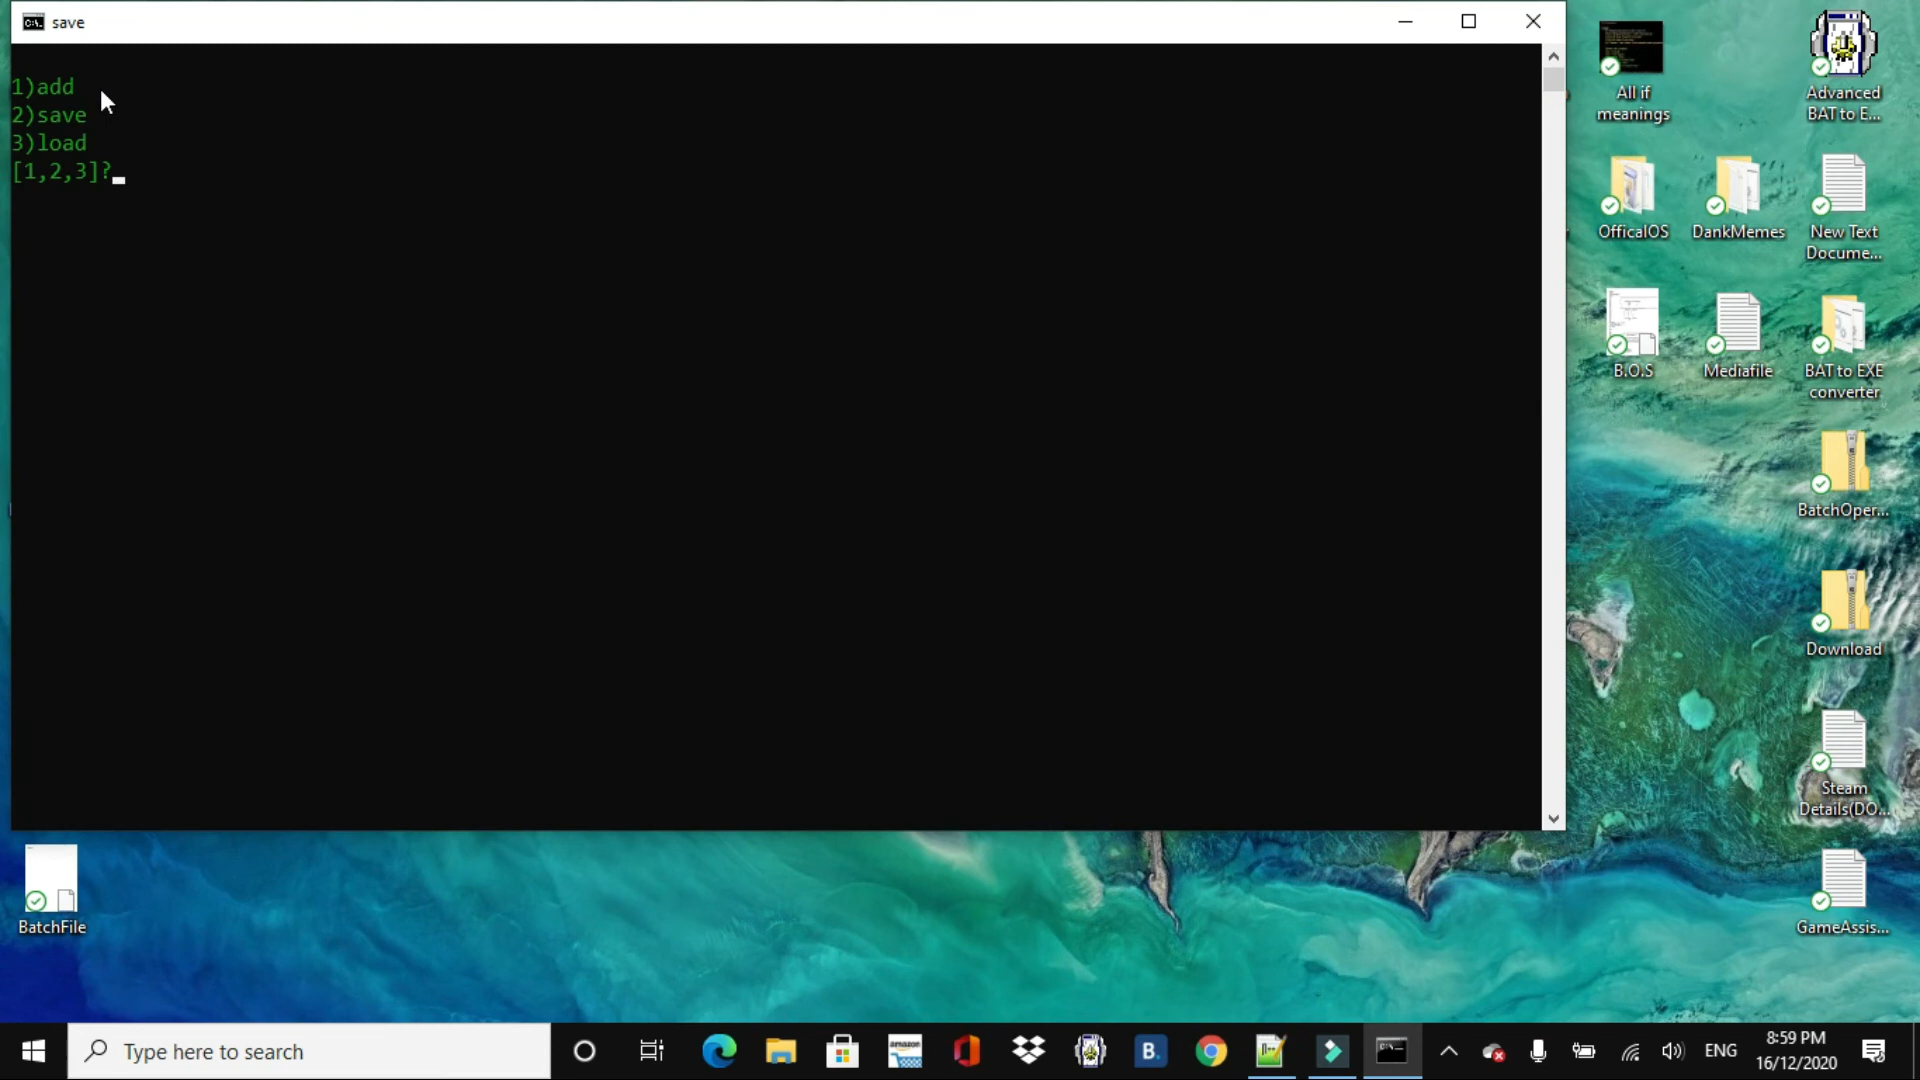 save
1)add
2)save
3)load
[1,2,3]?
All if
meanings
Advanced
BAT to E...
OfficalOS
DankMemes
New Text
Docume...
B.O.S
Mediafile
BAT to EXE
converter
BatchOper...
Download
Steam
Details(DO...
BatchFile
GameAssis...
Type here to search
amazon
B.
ENG
8:59 PM
16/12/2020